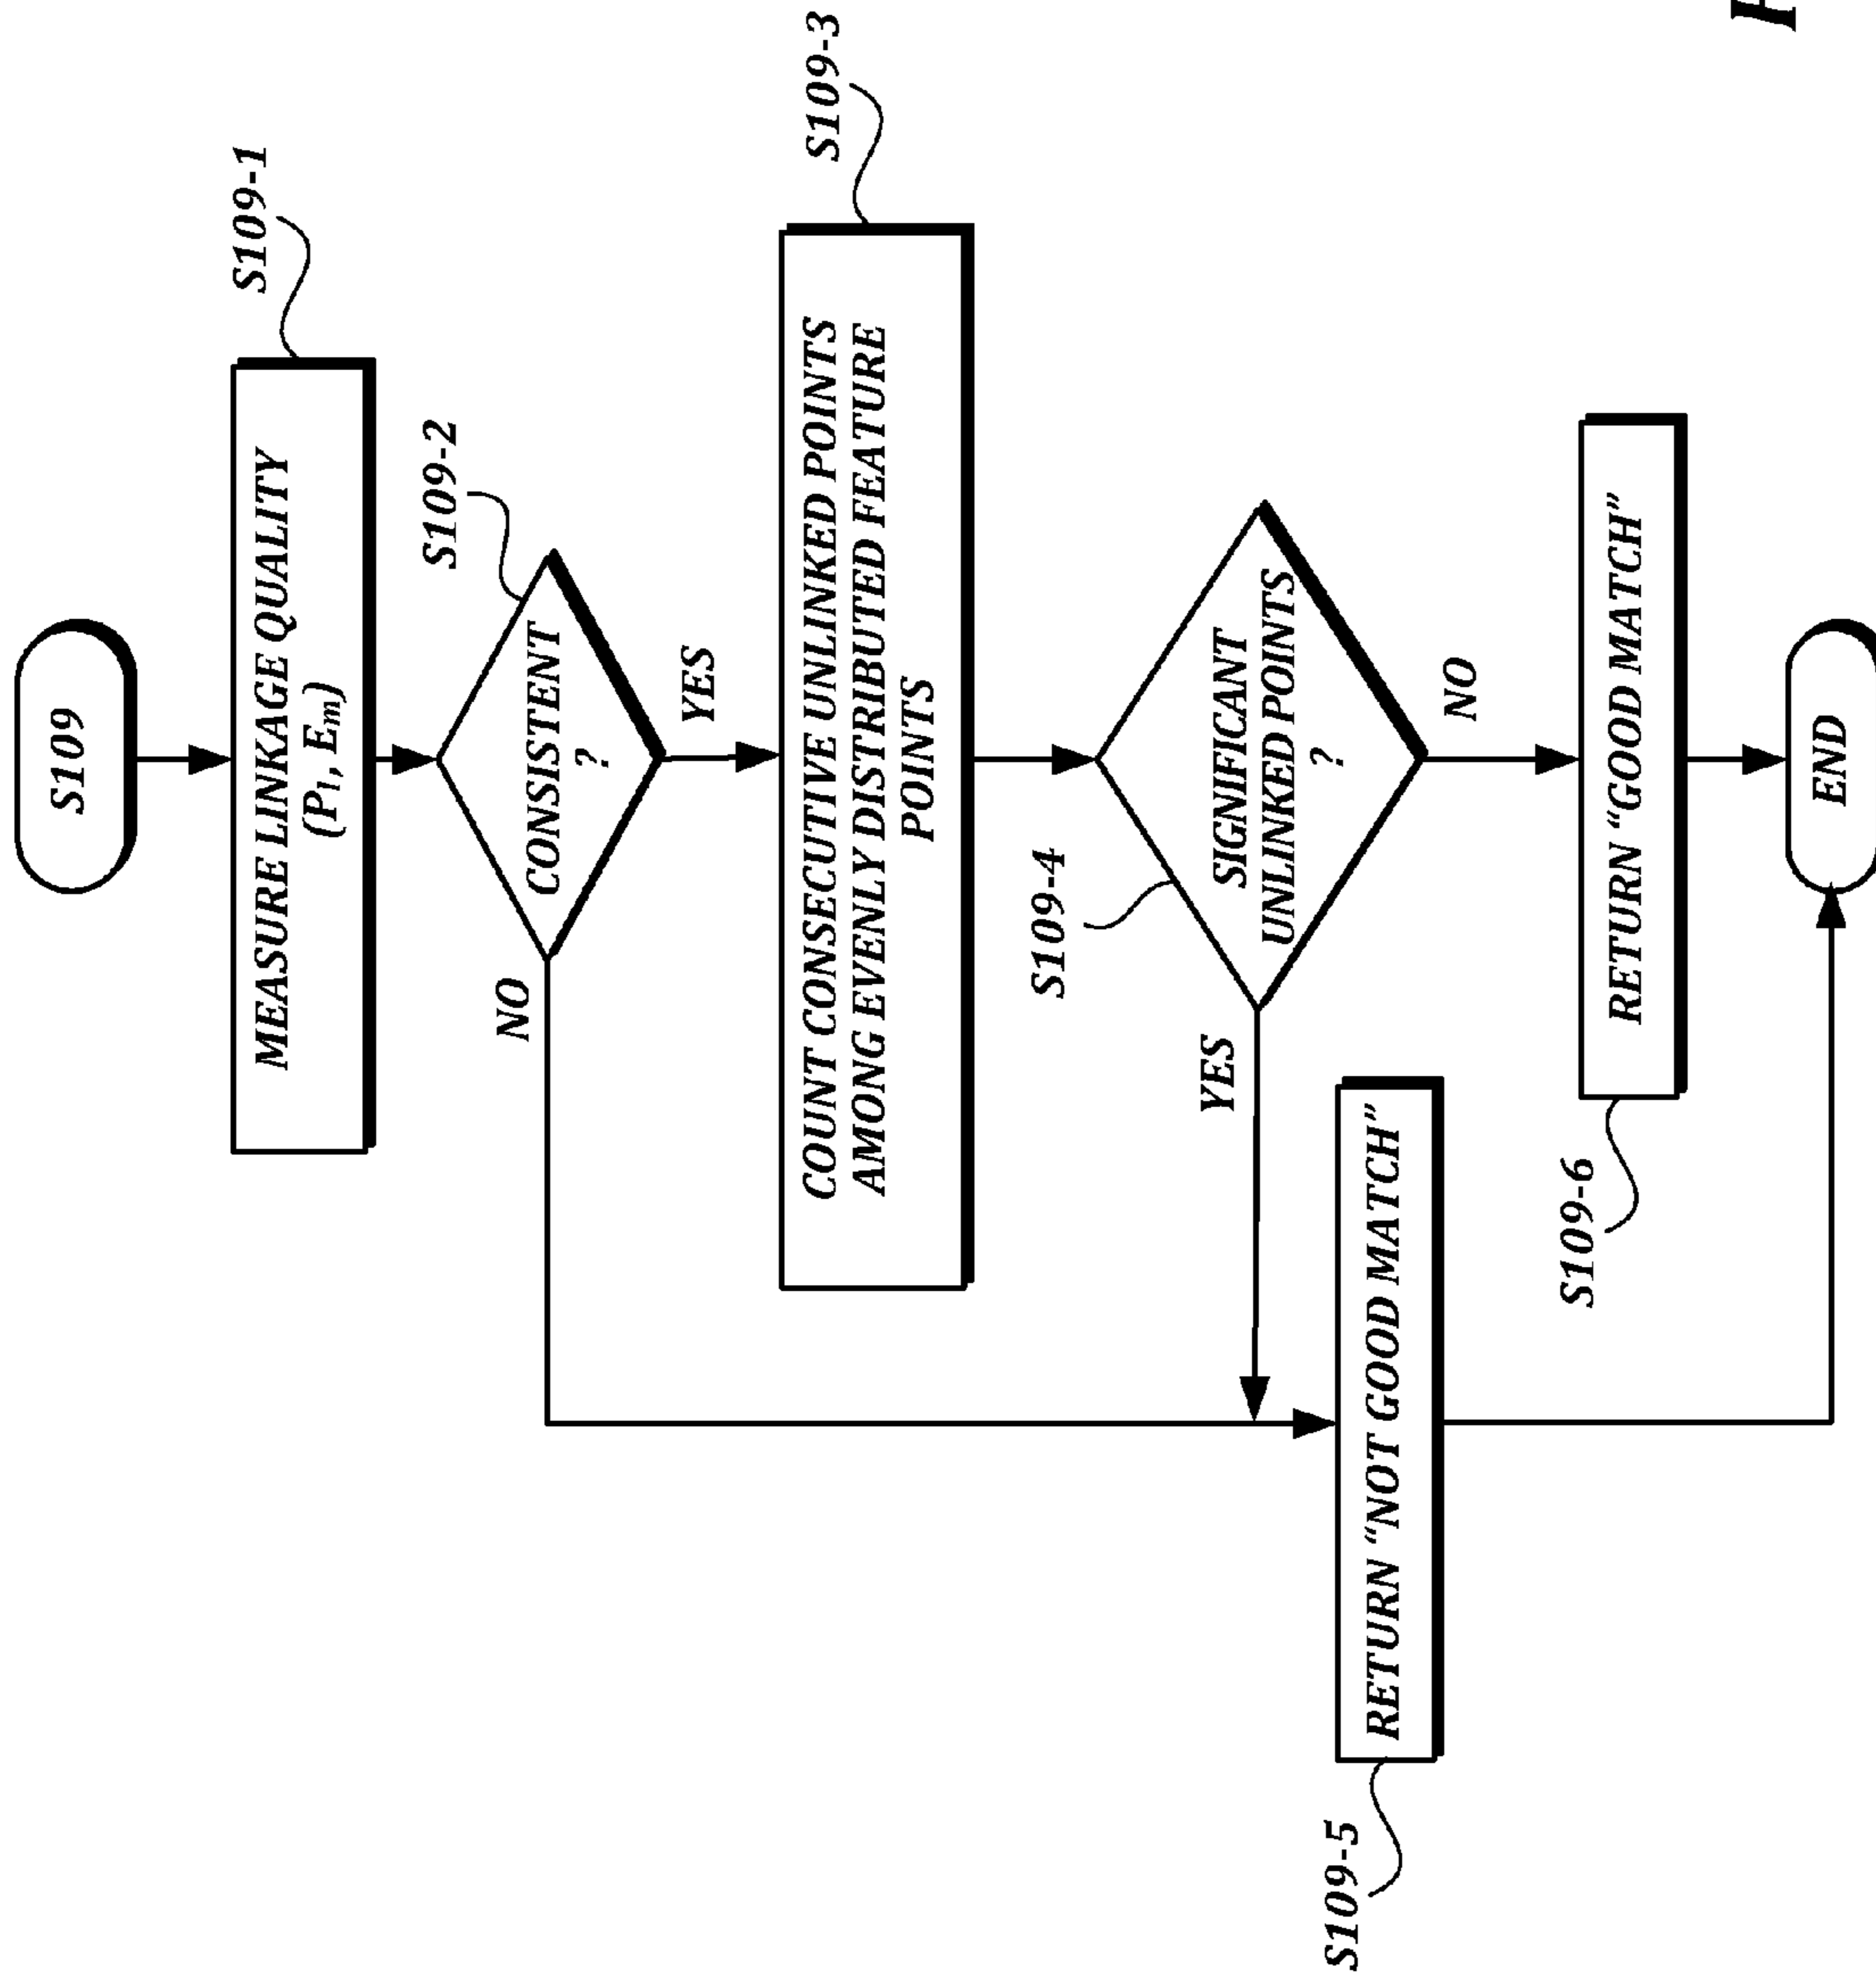 S109
S109-1
MEASURE LINKAGE QUALITY
(Pl, Em)
S109-2
CONSISTENT
?
NO
YES
S109-3
COUNT CONSECUTIVE UNLINKED POINTS
AMONG EVENLY DISTRIBUTED FEATURE
POINTS
S109-4
SIGNIFICANT
UNLINKED POINTS
?
YES
NO
S109-5
RETURN “NOT GOOD MATCH”
S109-6
RETURN “GOOD MATCH”
END